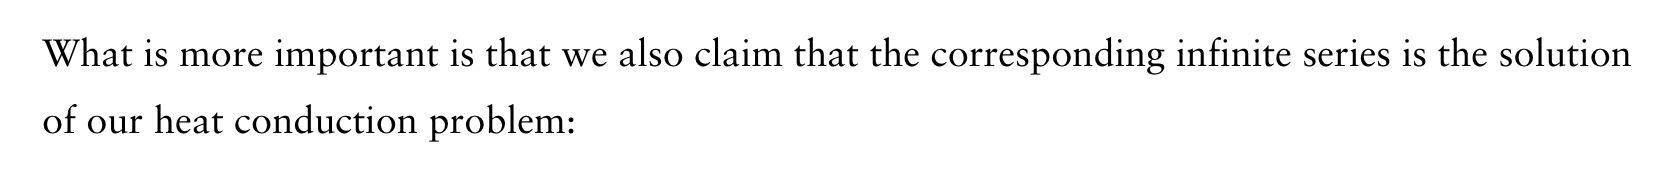 What is more important is that we also claim that the corresponding infinite series is the solution
of our heat conduction problem: